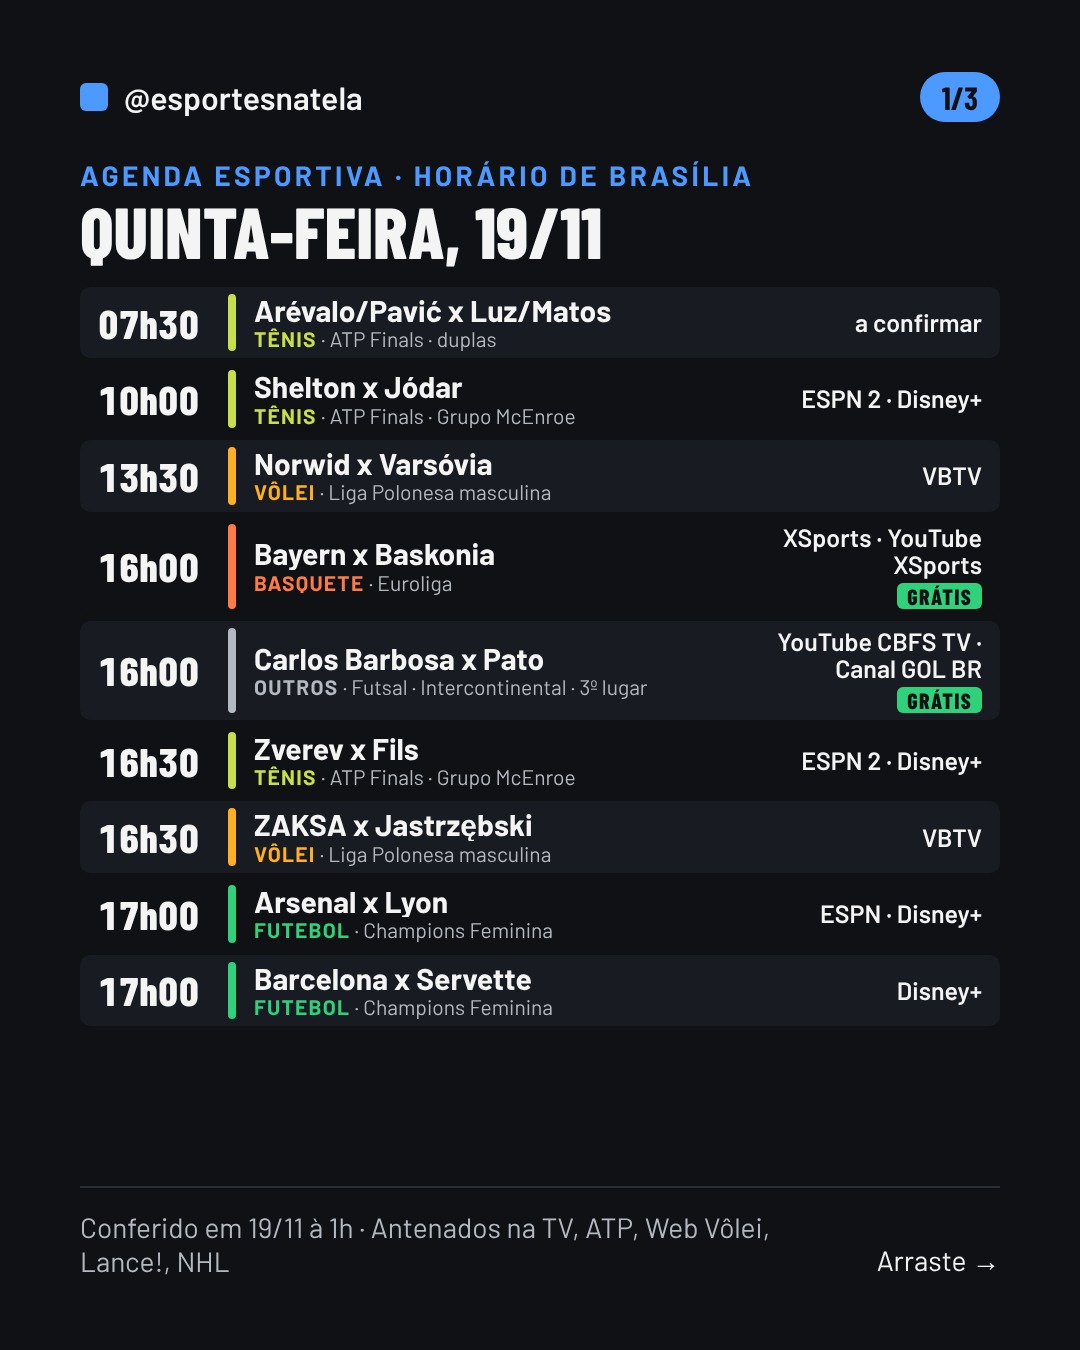 @esportesnatela
1/3
AGENDA ESPORTIVA · HORÁRIO DE BRASÍLIA
QUINTA-FEIRA, 19/11
07h30
Arévalo/Pavić x Luz/Matos
TÊNIS · ATP Finals · duplas
a confirmar
10h00
Shelton x Jódar
TÊNIS · ATP Finals · Grupo McEnroe
ESPN 2 · Disney+
13h30
Norwid x Varsóvia
VÔLEI · Liga Polonesa masculina
VBTV
16h00
Bayern x Baskonia
BASQUETE · Euroliga
XSports · YouTube
XSports
GRÁTIS
16h00
Carlos Barbosa x Pato
OUTROS · Futsal · Intercontinental · 3º lugar
YouTube CBFS TV ·
Canal GOL BR
GRÁTIS
16h30
Zverev x Fils
TÊNIS · ATP Finals · Grupo McEnroe
ESPN 2 · Disney+
16h30
ZAKSA x Jastrzębski
VÔLEI · Liga Polonesa masculina
VBTV
17h00
Arsenal x Lyon
FUTEBOL · Champions Feminina
ESPN · Disney+
17h00
Barcelona x Servette
FUTEBOL · Champions Feminina
Disney+
Conferido em 19/11 à 1h · Antenados na TV, ATP, Web Vôlei,
Lance!, NHL
Arraste →